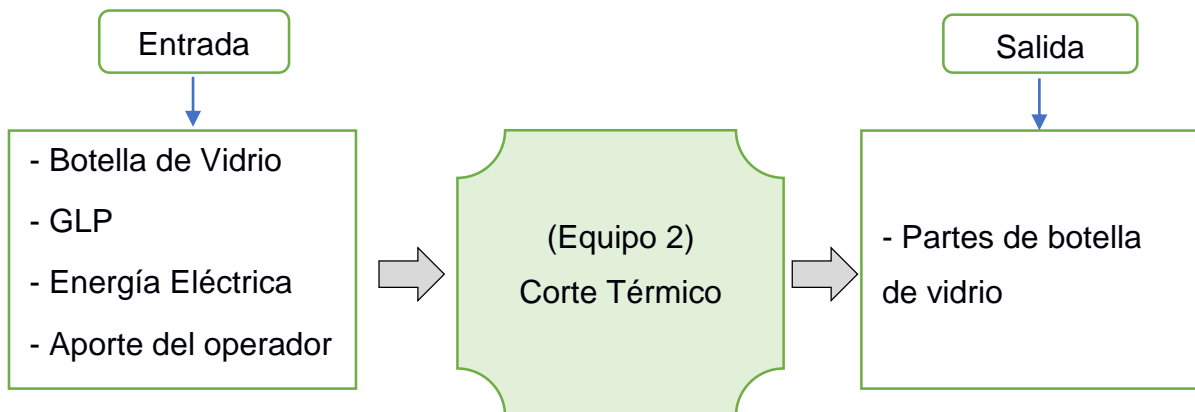 Entrada
- Botella de Vidrio
- GLP
- Energía Eléctrica
- Aporte del operador
(Equipo 2)
Corte Térmico
Salida
- Partes de botella
de vidrio